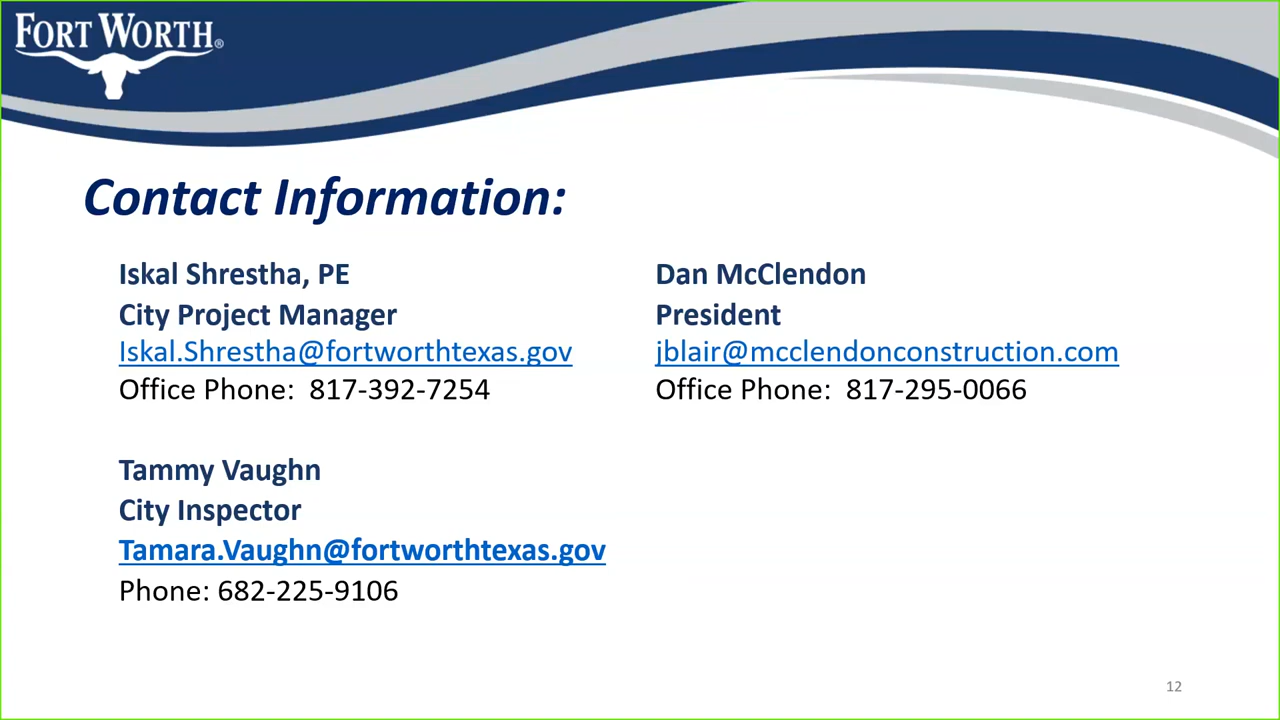 FORT WORTH®
Contact Information:
Iskal Shrestha, PE
City Project Manager
Iskal.Shrestha@fortworthtexas.gov
Office Phone:  817-392-7254
Dan McClendon
President
jblair@mcclendonconstruction.com
Office Phone:  817-295-0066
Tammy Vaughn
City Inspector
Tamara.Vaughn@fortworthtexas.gov
Phone: 682-225-9106
12